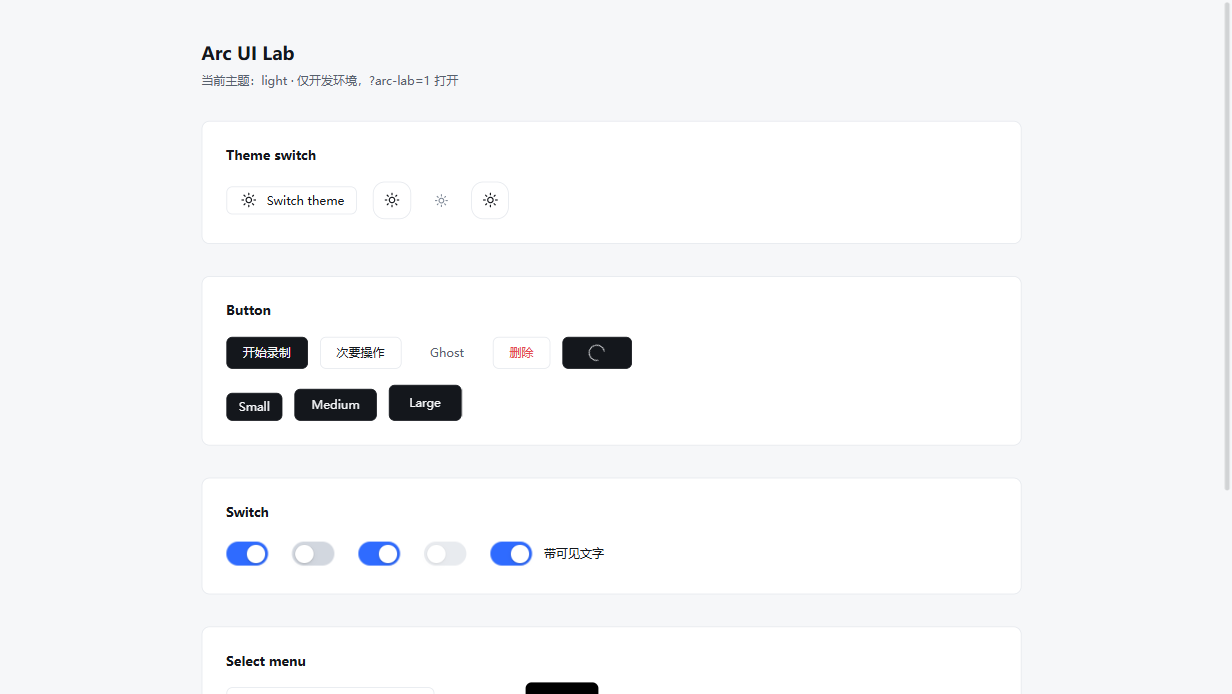 Arc UI Lab
当前主题：light · 仅开发环境，?arc-lab=1 打开
Theme switch
Switch theme
Button
开始录制 次要操作 Ghost 删除
Small Medium Large
Switch
带可见文字
Select menu